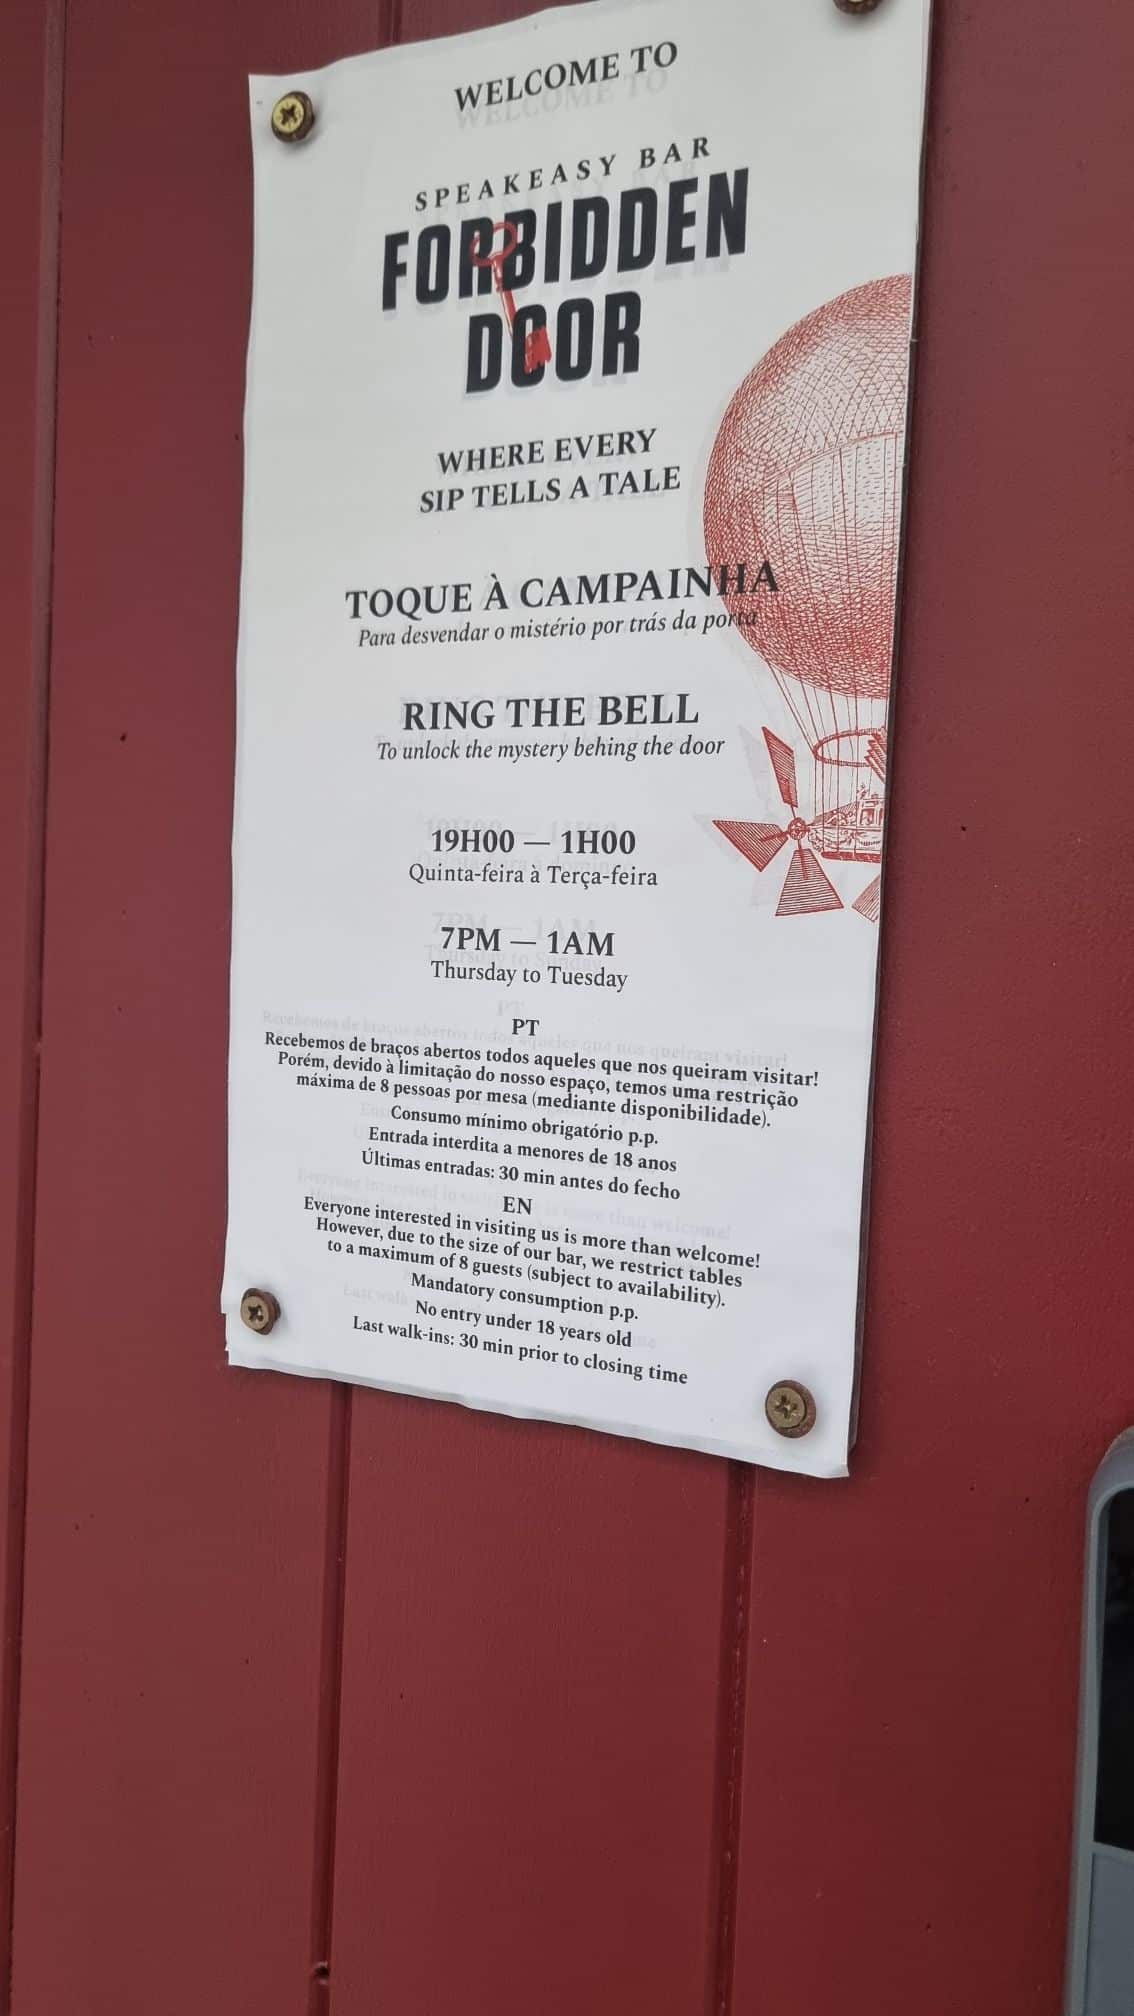 WELCOME TO
SPEAKEASY BAR
FORBIDDEN
DOOR
WHERE EVERY
SIP TELLS A TALE
TOQUE À CAMPAINHA
Para desvendar o mistério por trás da porta
RING THE BELL
To unlock the mystery behing the door
19H00 — 1H00
Quinta-feira à Terça-feira
7PM — 1AM
Thursday to Tuesday
PT
Recebemos de braços abertos todos aqueles que nos queiram visitar!
Porém, devido à limitação do nosso espaço, temos uma restrição
máxima de 8 pessoas por mesa (mediante disponibilidade).
Consumo mínimo obrigatório p.p.
Entrada interdita a menores de 18 anos
Últimas entradas: 30 min antes do fecho
EN
Everyone interested in visiting us is more than welcome!
However, due to the size of our bar, we restrict tables
to a maximum of 8 guests (subject to availability).
Mandatory consumption p.p.
No entry under 18 years old
Last walk-ins: 30 min prior to closing time